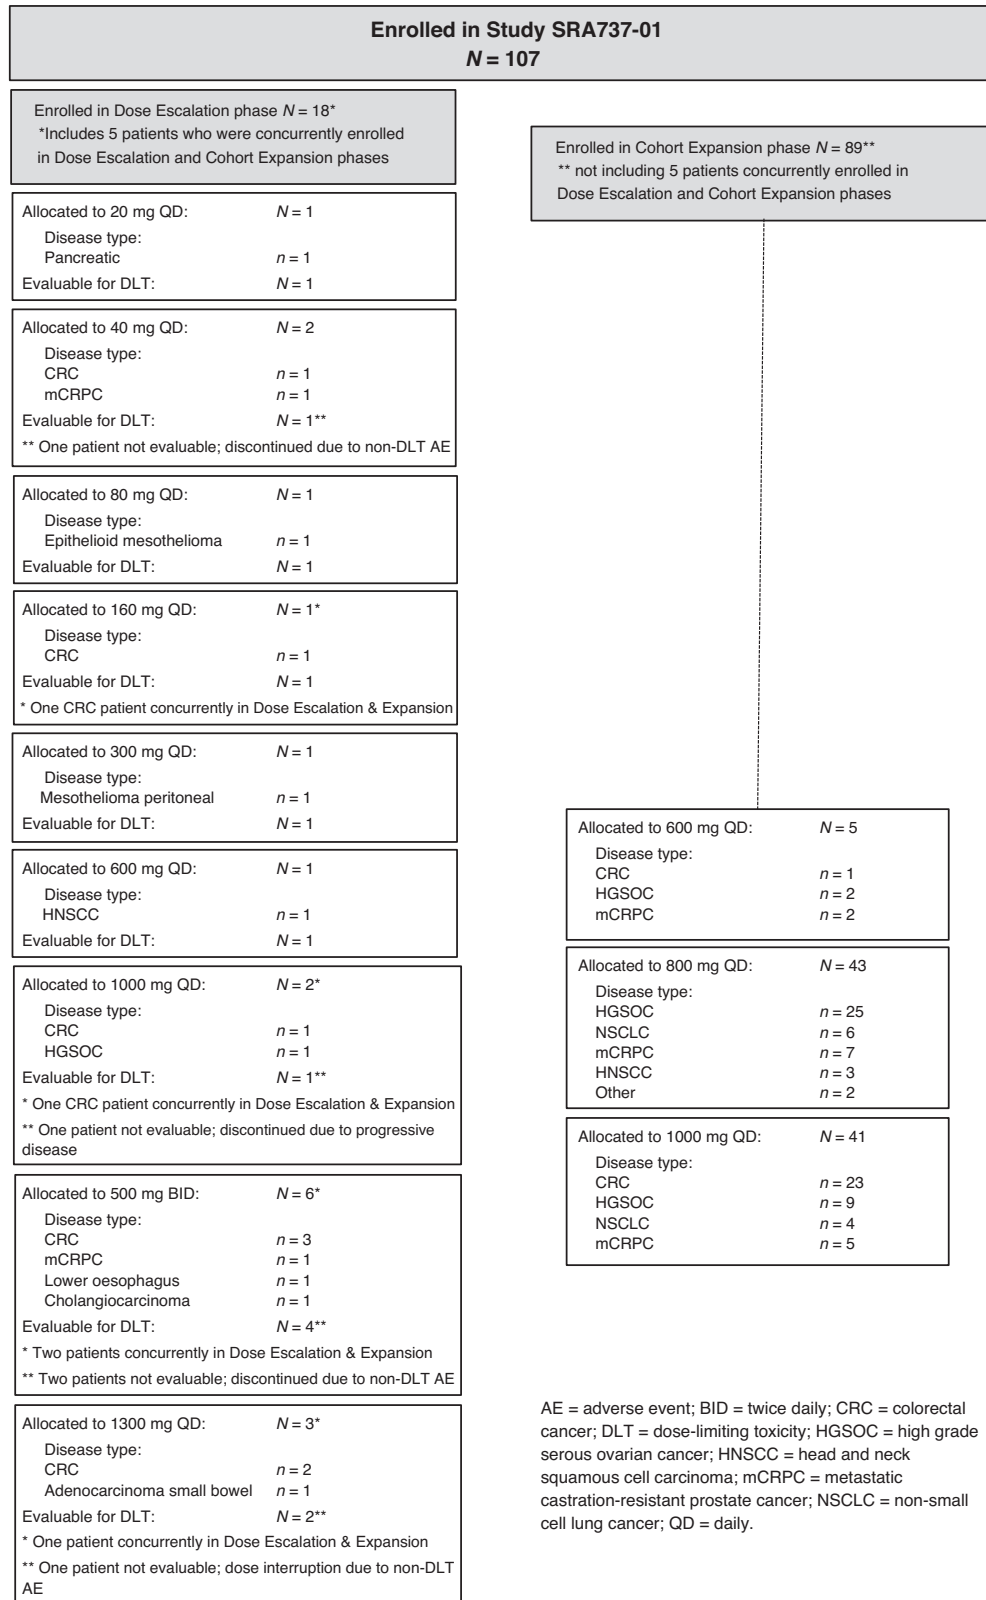 Enrolled in Study SRA737-01
N = 107
Enrolled in Dose Escalation phase N = 18*
*Includes 5 patients who were concurrently enrolled
in Dose Escalation and Cohort Expansion phases
Allocated to 20 mg QD: N = 1
Disease type:
Pancreatic n = 1
Evaluable for DLT: N = 1
Allocated to 40 mg QD: N = 2
Disease type:
CRC n = 1
mCRPC n = 1
Evaluable for DLT: N = 1**
** One patient not evaluable; discontinued due to non-DLT AE
Allocated to 80 mg QD: N = 1
Disease type:
Epithelioid mesothelioma n = 1
Evaluable for DLT: N = 1
Allocated to 160 mg QD: N = 1*
Disease type:
CRC n = 1
Evaluable for DLT: N = 1
* One CRC patient concurrently in Dose Escalation & Expansion
Allocated to 300 mg QD: N = 1
Disease type:
Mesothelioma peritoneal n = 1
Evaluable for DLT: N = 1
Allocated to 600 mg QD: N = 1
Disease type:
HNSCC n = 1
Evaluable for DLT: N = 1
Allocated to 1000 mg QD: N = 2*
Disease type:
CRC n = 1
HGSOC n = 1
Evaluable for DLT: N = 1**
* One CRC patient concurrently in Dose Escalation & Expansion
** One patient not evaluable; discontinued due to progressive
disease
Allocated to 500 mg BID: N = 6*
Disease type:
CRC n = 3
mCRPC n = 1
Lower oesophagus n = 1
Cholangiocarcinoma n = 1
Evaluable for DLT: N = 4**
* Two patients concurrently in Dose Escalation & Expansion
** Two patients not evaluable; discontinued due to non-DLT AE
Allocated to 1300 mg QD: N = 3*
Disease type:
CRC n = 2
Adenocarcinoma small bowel n = 1
Evaluable for DLT: N = 2**
* One patient concurrently in Dose Escalation & Expansion
** One patient not evaluable; dose interruption due to non-DLT
AE
Enrolled in Cohort Expansion phase N = 89**
** not including 5 patients concurrently enrolled in
Dose Escalation and Cohort Expansion phases
Allocated to 600 mg QD: N = 5
Disease type:
CRC n = 1
HGSOC n = 2
mCRPC n = 2
Allocated to 800 mg QD: N = 43
Disease type:
HGSOC n = 25
NSCLC n = 6
mCRPC n = 7
HNSCC n = 3
Other n = 2
Allocated to 1000 mg QD: N = 41
Disease type:
CRC n = 23
HGSOC n = 9
NSCLC n = 4
mCRPC n = 5
AE = adverse event; BID = twice daily; CRC = colorectal
cancer; DLT = dose-limiting toxicity; HGSOC = high grade
serous ovarian cancer; HNSCC = head and neck
squamous cell carcinoma; mCRPC = metastatic
castration-resistant prostate cancer; NSCLC = non-small
cell lung cancer; QD = daily.